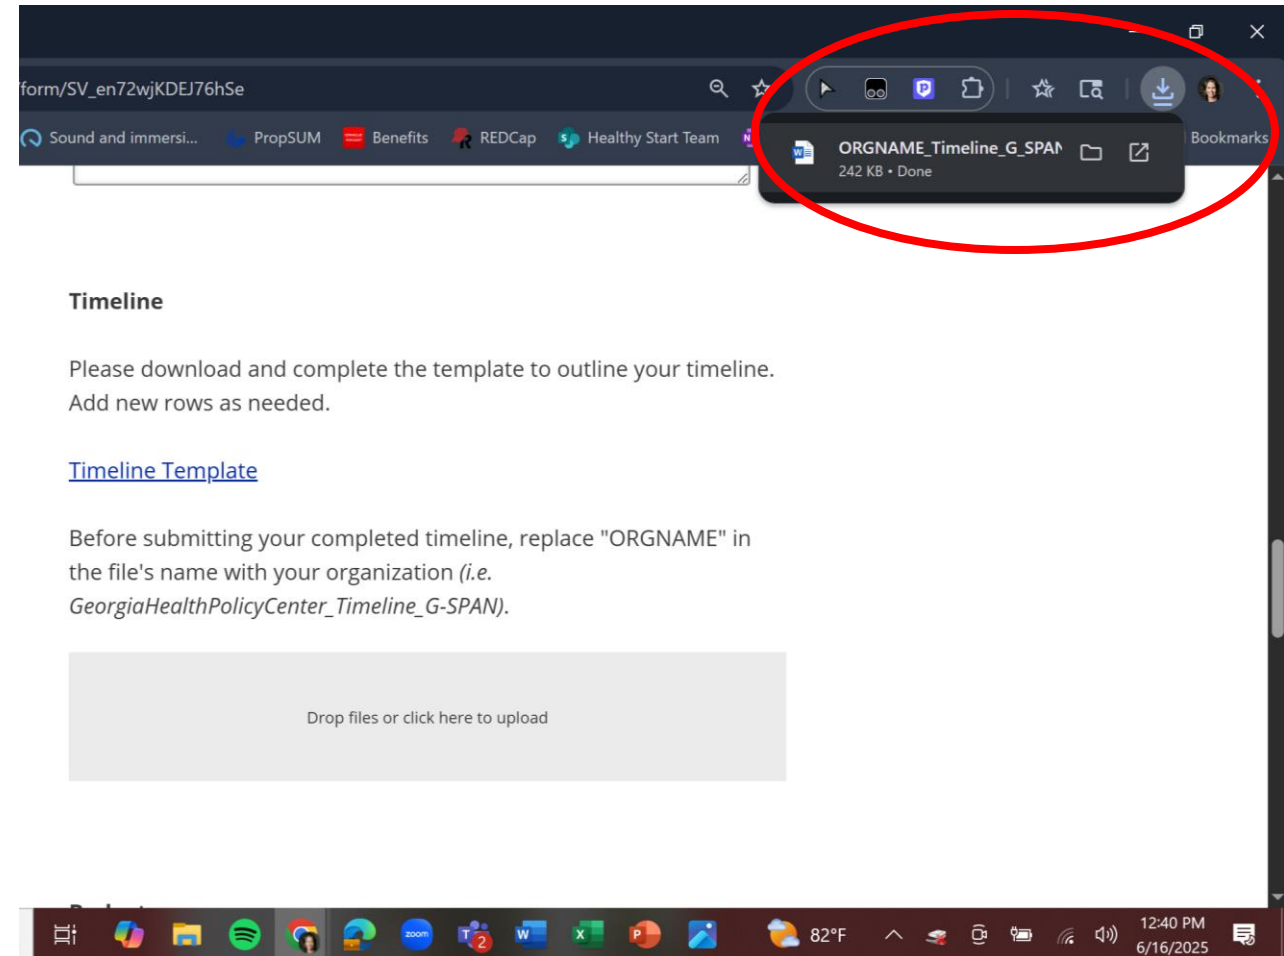 form/SV_en72wjKDEJ76hSe
Sound and immersi... PropSUM Benefits REDCap Healthy Start Team Bookmarks
ORGNAME_Timeline_G_SPAN
242 KB • Done
Timeline
Please download and complete the template to outline your timeline.
Add new rows as needed.
Timeline Template
Before submitting your completed timeline, replace "ORGNAME" in
the file's name with your organization (i.e.
GeorgiaHealthPolicyCenter_Timeline_G-SPAN).
Drop files or click here to upload
zoom 2 82°F 12:40 PM
6/16/2025